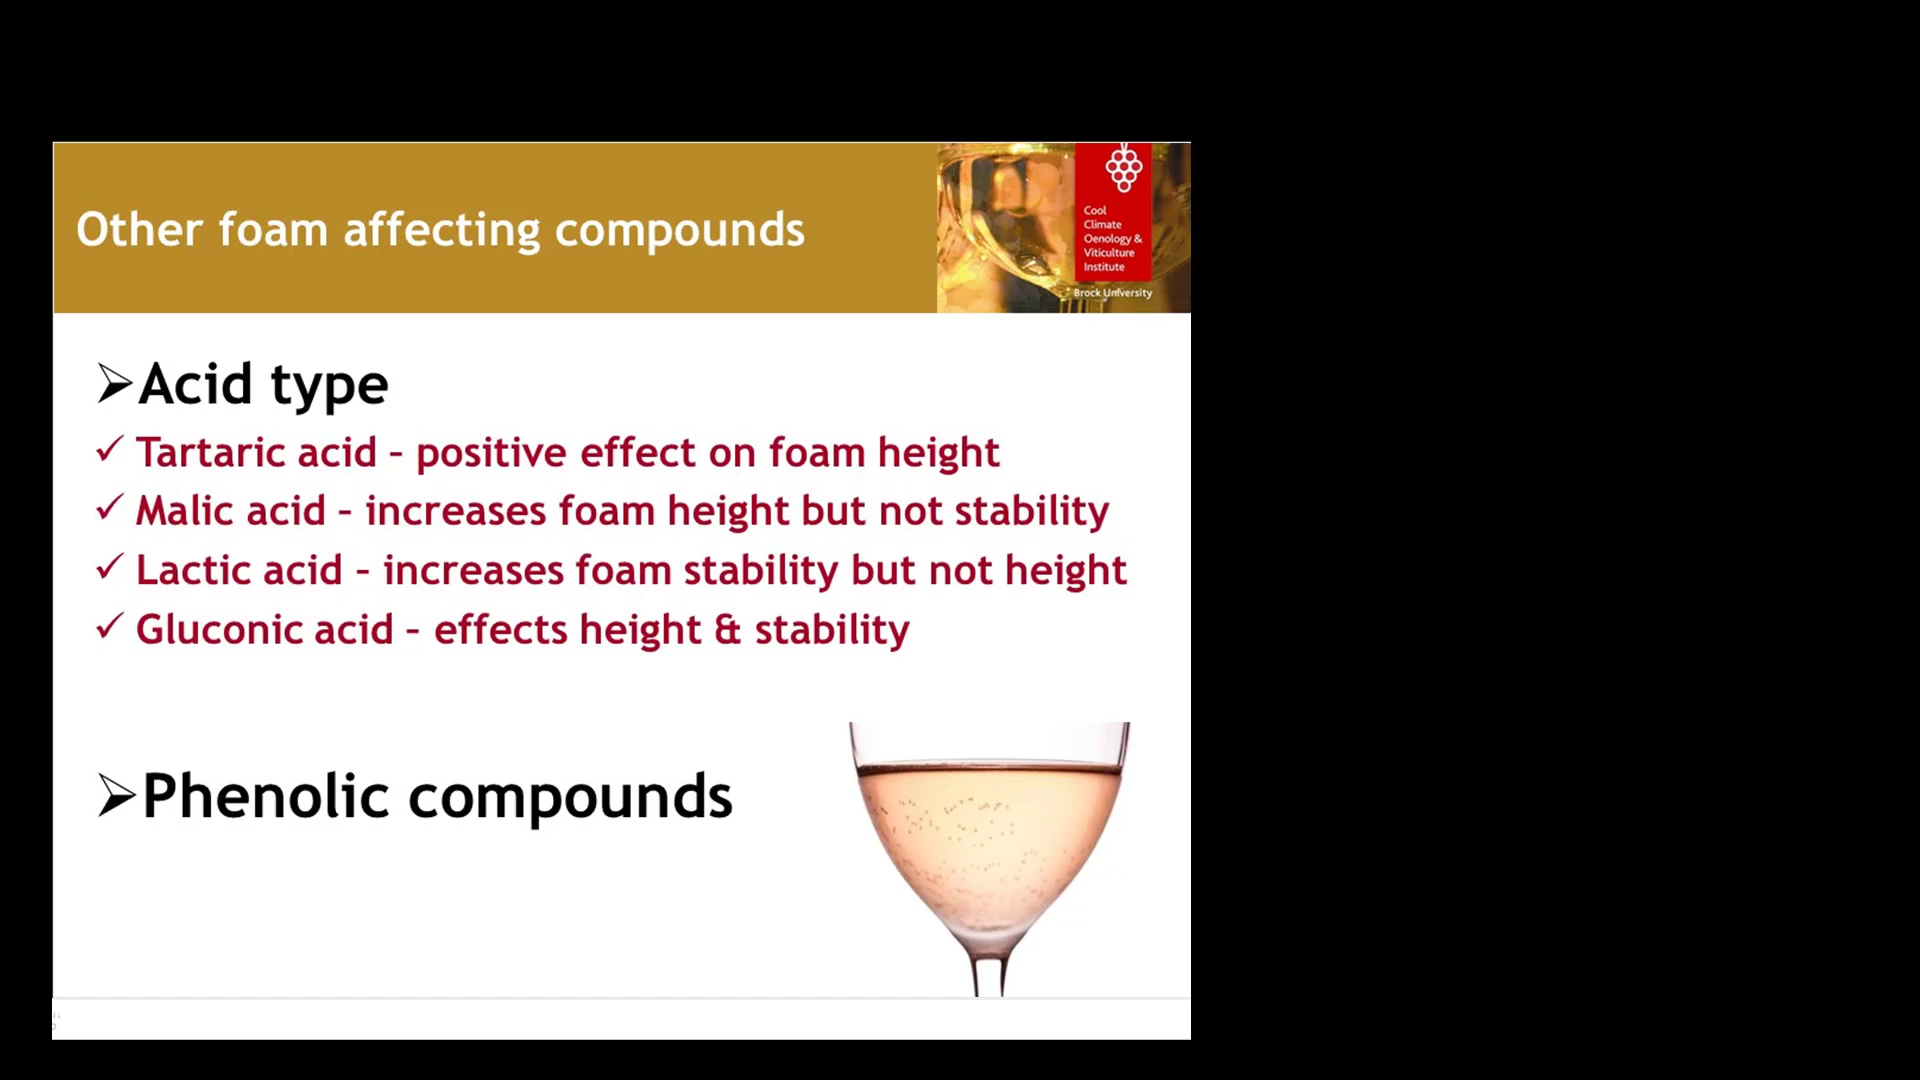 Other foam affecting compounds
Cool
Climate
Oenology &
Viticulture
Institute
Brock University
➢Acid type
✓ Tartaric acid – positive effect on foam height
✓ Malic acid – increases foam height but not stability
✓ Lactic acid – increases foam stability but not height
✓ Gluconic acid – effects height & stability
➢Phenolic compounds